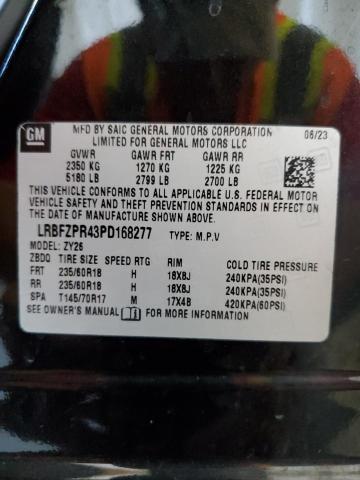 GM
MFD BY SAIC GENERAL MOTORS CORPORATION 06/23
LIMITED FOR GENERAL MOTORS LLC
GVWR GAWR FRT GAWR RR
2350 KG 1270 KG 1225 KG
5180 LB 2799 LB 2700 LB
THIS VEHICLE CONFORMS TO ALL APPLICABLE U.S. FEDERAL MOTOR
VEHICLE SAFETY AND THEFT PREVENTION STANDARDS IN EFFECT ON
THE DATE OF MANUFACTURE SHOWN ABOVE.
LRBFZPR43PD168277 TYPE: M.P.V
MODEL: ZY26
ZBDQ TIRE SIZE SPEED RTG RIM COLD TIRE PRESSURE
FRT 235/60R18 H 18X8J 240KPA(35PSI)
RR 235/60R18 H 18X8J 240KPA(35PSI)
SPA T145/70R17 M 17X4B 420KPA(60PSI)
SEE OWNER'S MANUAL FOR MORE INFORMATION